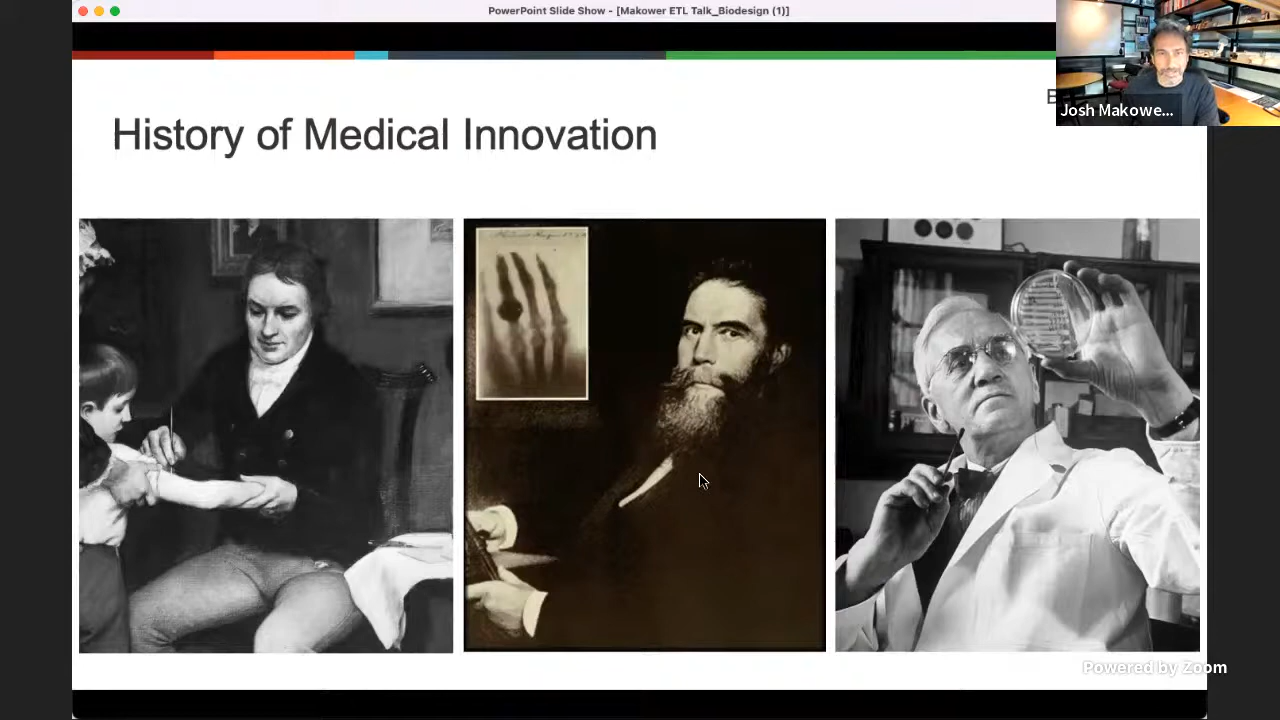 PowerPoint Slide Show - [Makower ETL Talk_Biodesign (1)]
Josh Makowe...
History of Medical Innovation
Powered by Zoom